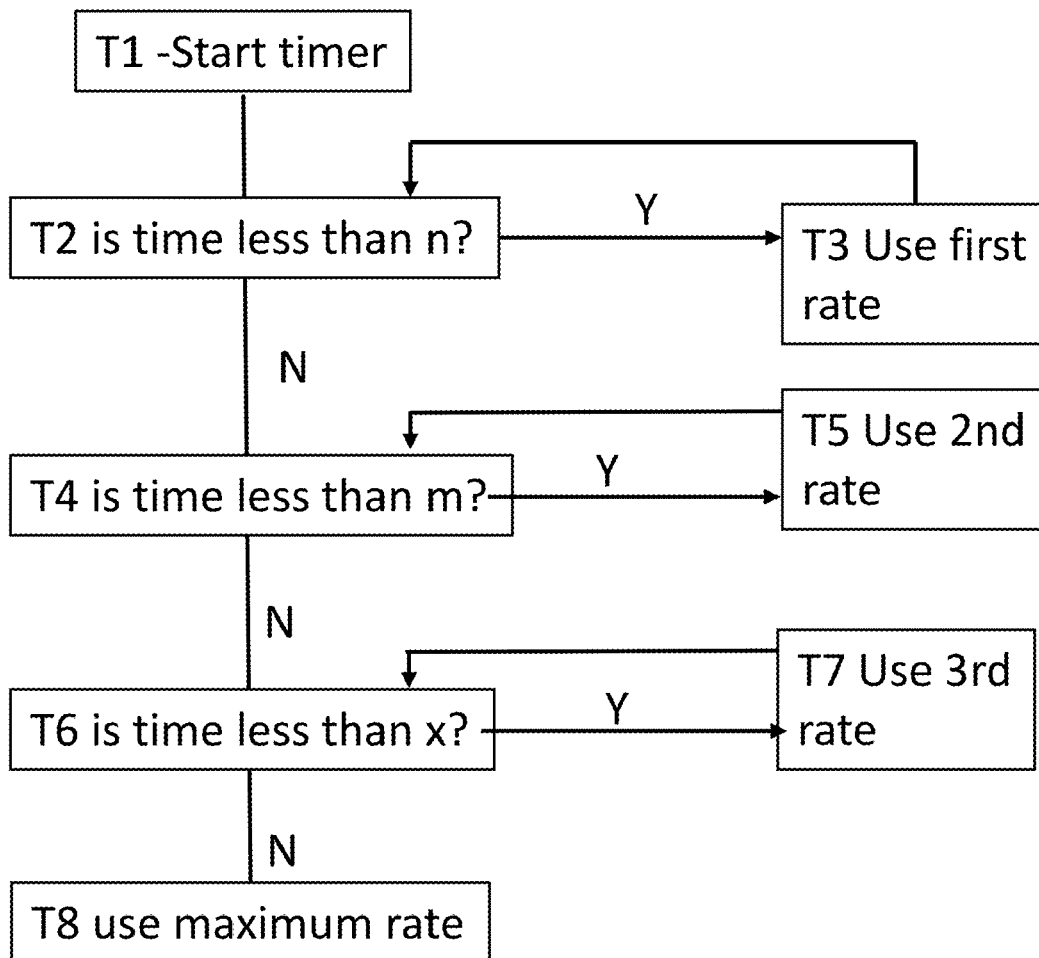 T1 -Start timer
T2 is time less than n?
Y
T3 Use first
rate
N
T4 is time less than m?
Y
T5 Use 2nd
rate
N
T6 is time less than x?
Y
T7 Use 3rd
rate
N
T8 use maximum rate